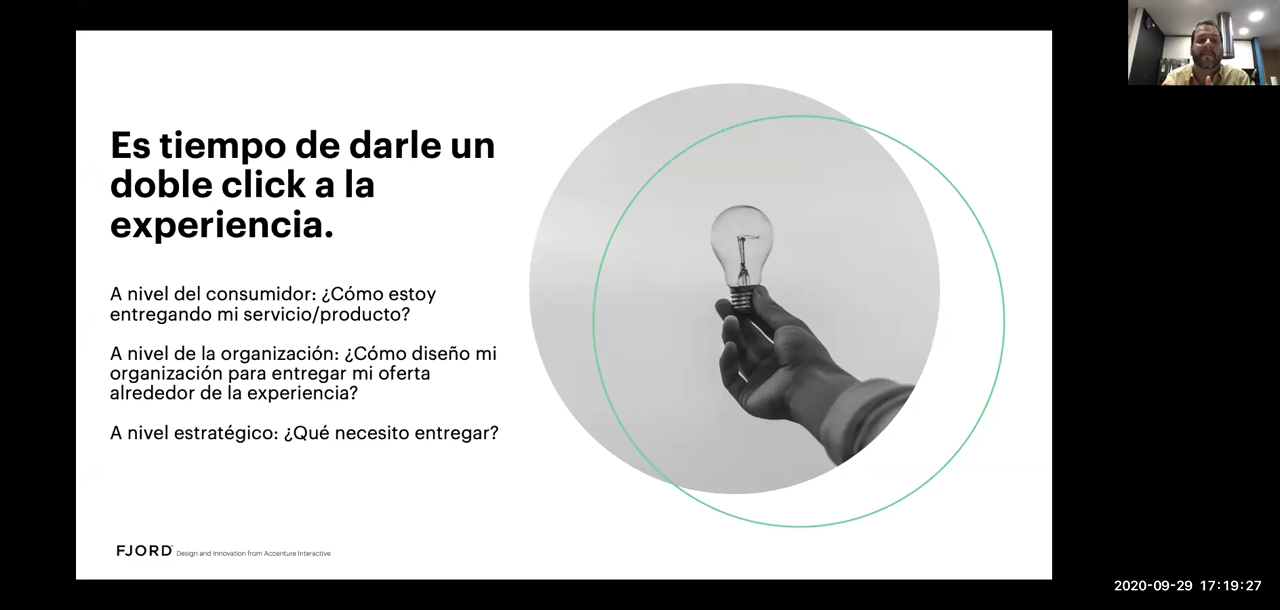 Es tiempo de darle un
doble click a la
experiencia.
A nivel del consumidor: ¿Cómo estoy
entregando mi servicio/producto?
A nivel de la organización: ¿Cómo diseño mi
organización para entregar mi oferta
alrededor de la experiencia?
A nivel estratégico: ¿Qué necesito entregar?
FJORD Design and Innovation from Accenture Interactive
2020-09-29 17:19:27